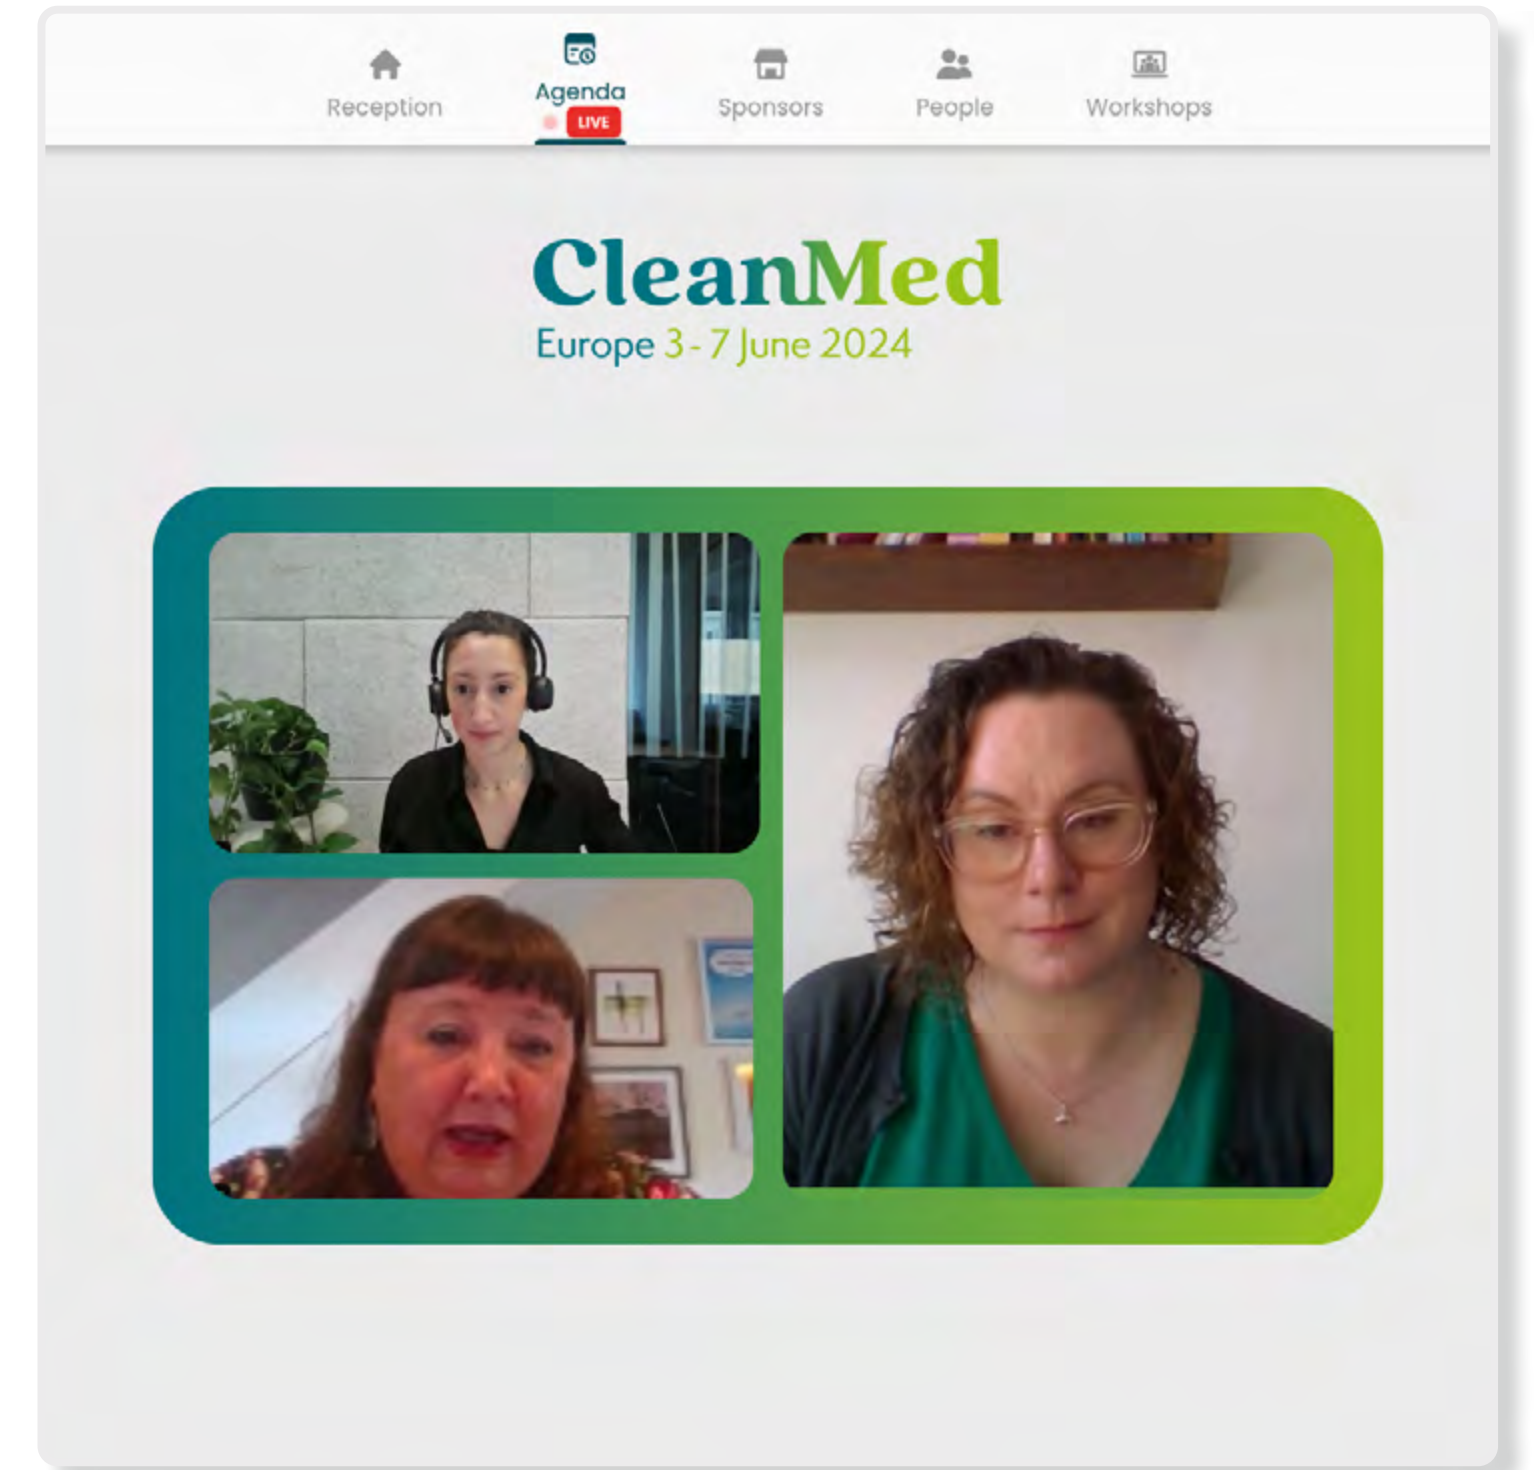 Reception
Agenda
LIVE
Sponsors
People
Workshops
CleanMed
Europe 3-7 June 2024